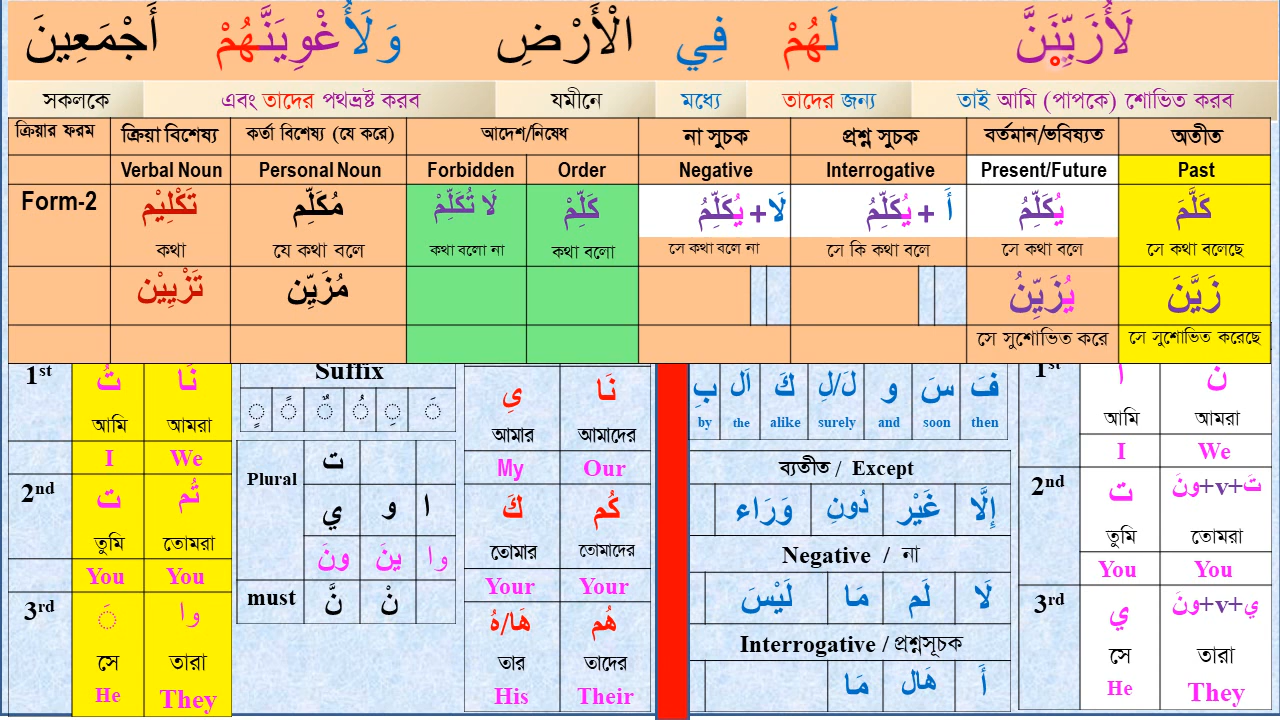 لَأُزَيِّنَنَّ لَهُمْ فِي الْأَرْضِ وَلَأُغْوِيَنَّهُمْ أَجْمَعِينَ
সকলকে এবং তাদের পথভ্রষ্ট করব যমীনে মধ্যে তাদের জন্য তাই আমি (পাপকে) শোভিত করব
ক্রিয়ার ফরম ক্রিয়া বিশেষ্য কর্তা বিশেষ্য (যে করে) আদেশ/নিষেধ না সুচক প্রশ্ন সুচক বর্তমান/ভবিষ্যত অতীত
Verbal Noun Personal Noun Forbidden Order Negative Interrogative Present/Future Past
Form-2 تَكْلِيْم مُكَلِّم لَا تُكَلِّمْ كَلِّمْ لَا+ يُكَلِّمُ أَ + يُكَلِّمُ يُكَلِّمُ كَلَّمَ
কথা যে কথা বলে কথা বলো না কথা বলো সে কথা বলে না সে কি কথা বলে সে কথা বলে সে কথা বলেছে
تَزْيِيْن مُزَيِّن يُزَيِّنُ زَيَّنَ
সে সুশোভিত করে সে সুশোভিত করেছে
1st تُ نَا Suffix يِ نَا بِ اَل كَ لَ/لِ و سَ فَ 1st أ ن
by the alike surely and soon then
আমি আমরা আমার আমাদের আমি আমরা
I We My Our I We
ব্যতীত / Except
2nd ت تُم Plural ت كَ كُم إِلَّا غَيْر دُونِ وَرَاء 2nd ت تَ+v+ونَ
ا و ي
তুমি তোমরা তোমার তোমাদের তুমি তোমরা
Negative / না
وا ينَ ونَ
You You Your Your You You
3rd وا must نْ نَّ هَا/هُ هُم لَا لَم مَا لَيْسَ 3rd ي ي+v+ونَ
Interrogative / প্রশ্নসূচক
সে তারা তার তাদের সে তারা
He They His Their أَ هَال مَا He They